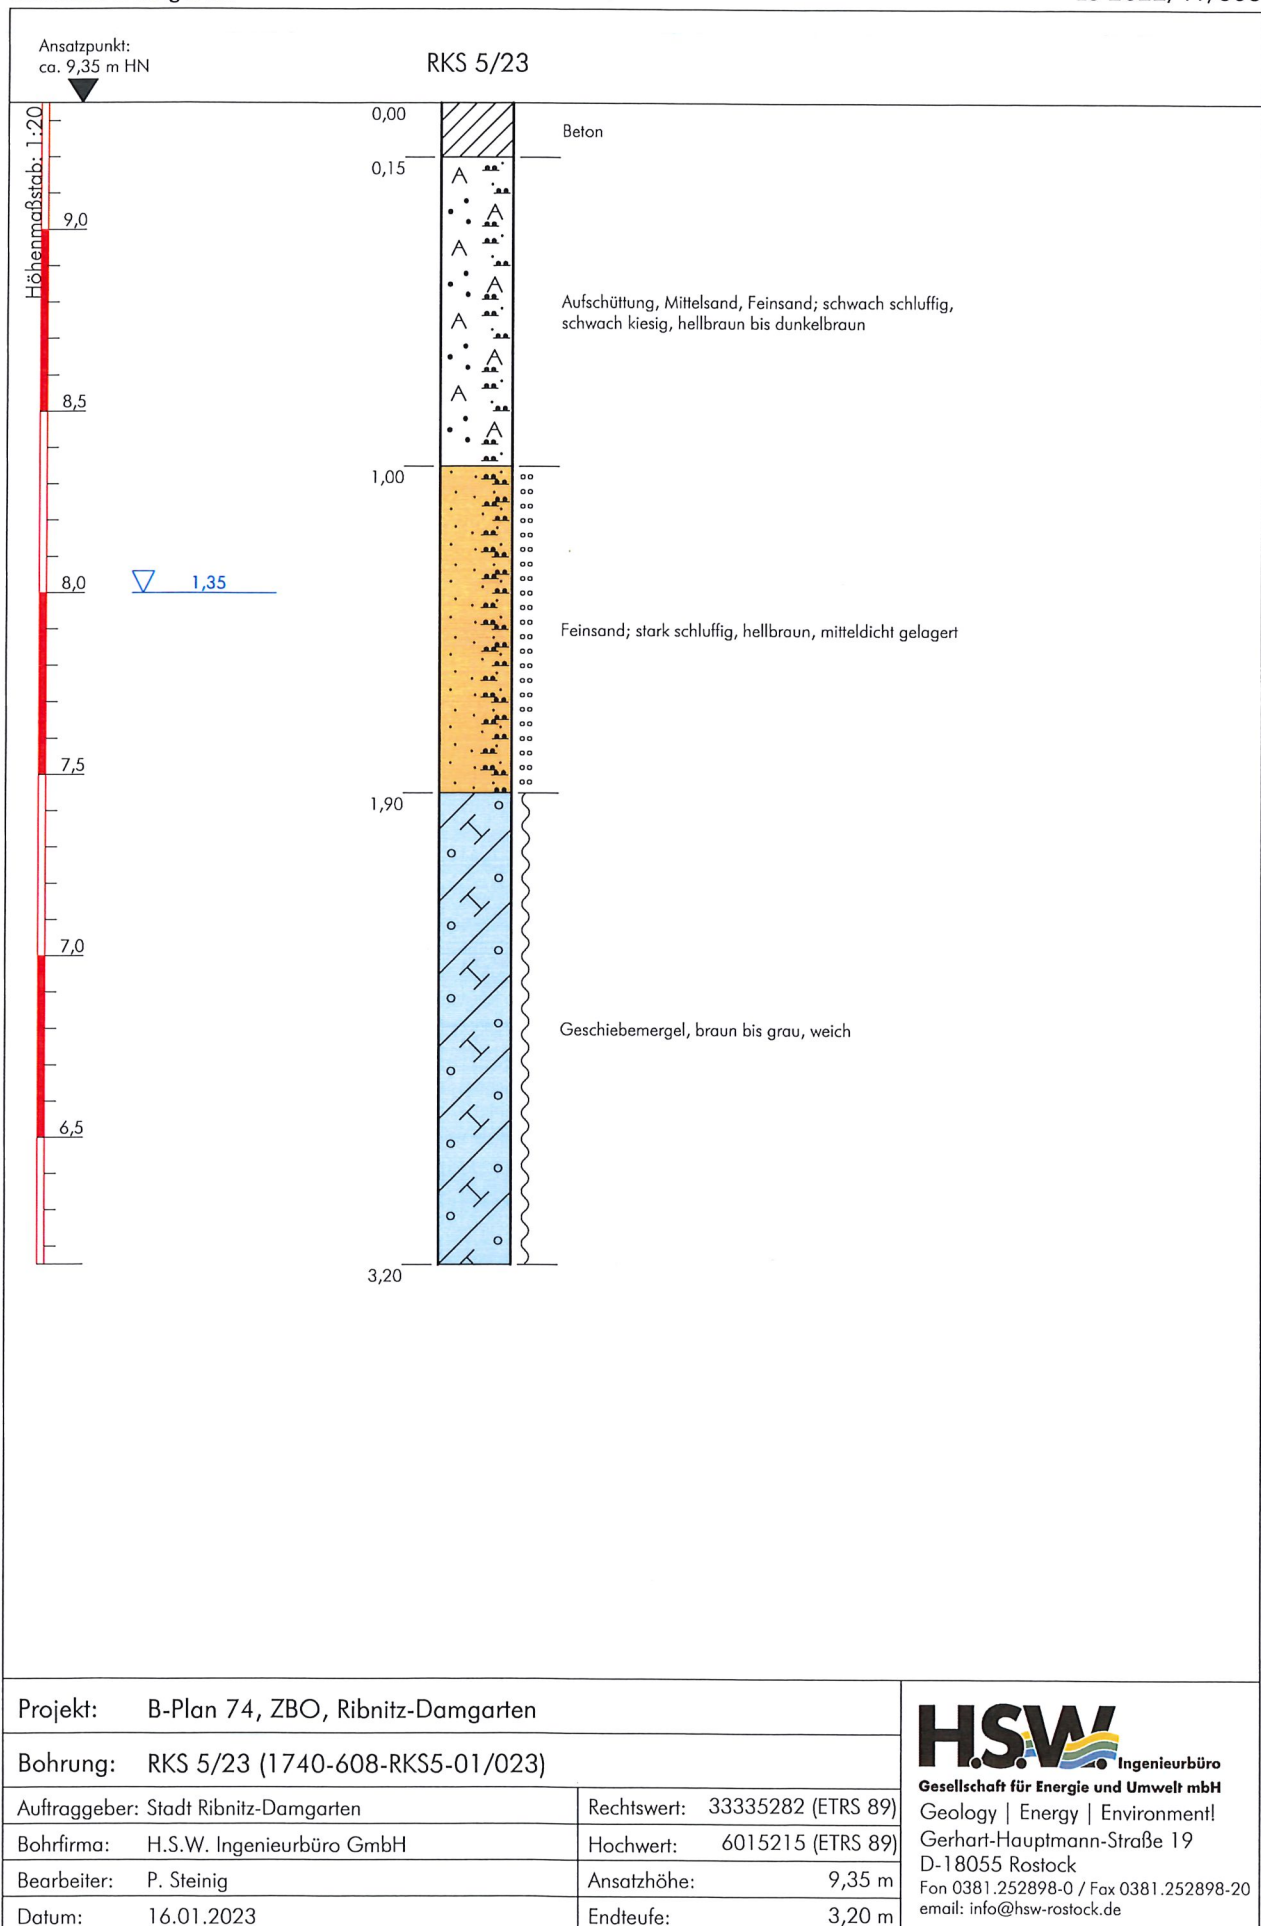 Ansatzpunkt:
ca. 9,35 m HN
RKS 5/23
Höhenmaßstab: 1:20
0,00
Beton
0,15
9,0
Aufschüttung, Mittelsand, Feinsand; schwach schluffig,
schwach kiesig, hellbraun bis dunkelbraun
8,5
1,00
8,0
1,35
Feinsand; stark schluffig, hellbraun, mitteldicht gelagert
7,5
1,90
7,0
Geschiebemergel, braun bis grau, weich
6,5
3,20
Projekt: B-Plan 74, ZBO, Ribnitz-Damgarten
Bohrung: RKS 5/23 (1740-608-RKS5-01/023)
Auftraggeber: Stadt Ribnitz-Damgarten
Rechtswert: 33335282 (ETRS 89)
Bohrfirma: H.S.W. Ingenieurbüro GmbH
Hochwert: 6015215 (ETRS 89)
Bearbeiter: P. Steinig
Ansatzhöhe: 9,35 m
Datum: 16.01.2023
Endteufe: 3,20 m
H.S.W. Ingenieurbüro
Gesellschaft für Energie und Umwelt mbH
Geology | Energy | Environment!
Gerhart-Hauptmann-Straße 19
D-18055 Rostock
Fon 0381.252898-0 / Fax 0381.252898-20
email: info@hsw-rostock.de